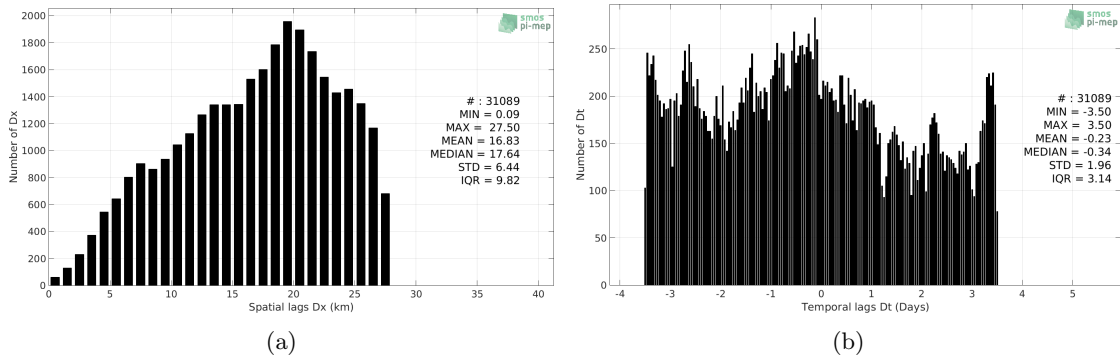 smos
pi-mep
2000
1800
1600
1400
1200
1000
800
600
400
200
0
Number of Dx
# : 31089
MIN = 0.09
MAX = 27.50
MEAN = 16.83
MEDIAN = 17.64
STD = 6.44
IQR = 9.82
0 5 10 15 20 25 30 35 40
Spatial lags Dx (km)
(a)
smos
pi-mep
250
200
150
100
50
0
Number of Dt
# : 31089
MIN = -3.50
MAX = 3.50
MEAN = -0.23
MEDIAN = -0.34
STD = 1.96
IQR = 3.14
-4 -3 -2 -1 0 1 2 3 4 5
Temporal lags Dt (Days)
(b)